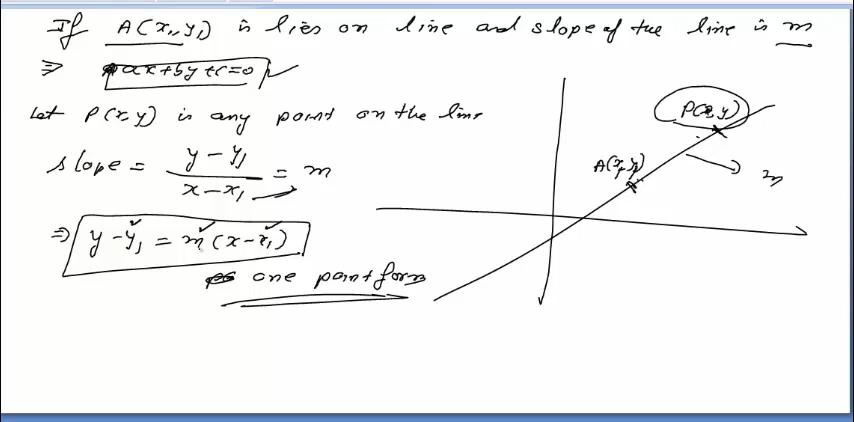 If A(x₁, y₁) is lies on line and slope of the line is m
⇒ ax+by+c=0
Let P(x, y) is any point on the line
slope = (y-y₁)/(x-x₁) = m
⇒ y-y₁ = m(x-x₁)
one point form
P(x, y)
A(x₁, y₁)
m